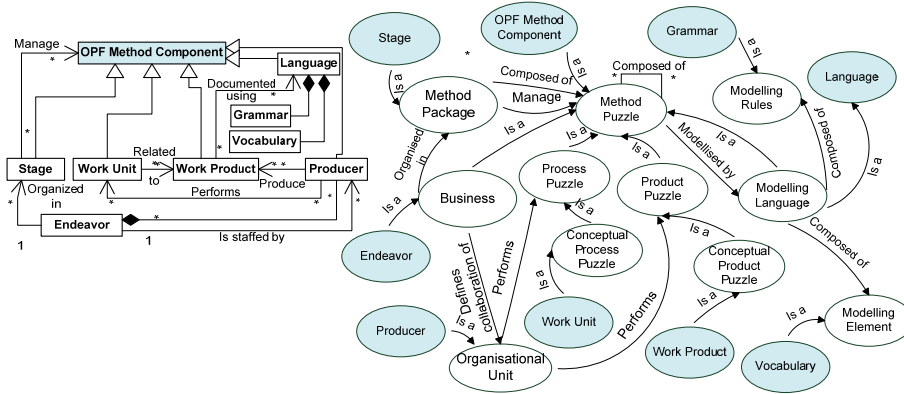 Manage
*
OPF Method Component
Language
Documented
using
*
*
Grammar
Vocabulary
*
Stage
Work Unit
Related
to
*
*
Work Product
* *
Produce
Producer
Organized
in
Performs
*
*
*
*
*
Endeavor
*
1
1
Is staffed by
Stage
OPF Method
Component
Grammar
Language
Is a
Is a
Is a
*
Composed of
Manage
Composed of
*
*
Method
Package
Method
Puzzle
Modelling
Rules
Is a
Is a
Is a
Is a
Modellised by
Composed of
Is a
Organised
in
Business
Process
Puzzle
Product
Puzzle
Modelling
Language
Is a
Is a
Is a
Composed of
Endeavor
Conceptual
Process
Puzzle
Conceptual
Product
Puzzle
Defines
collaboration of
Performs
Is a
Is a
Performs
Modelling
Element
Producer
Is a
Work Unit
Work Product
Is a
Vocabulary
Organisational
Unit